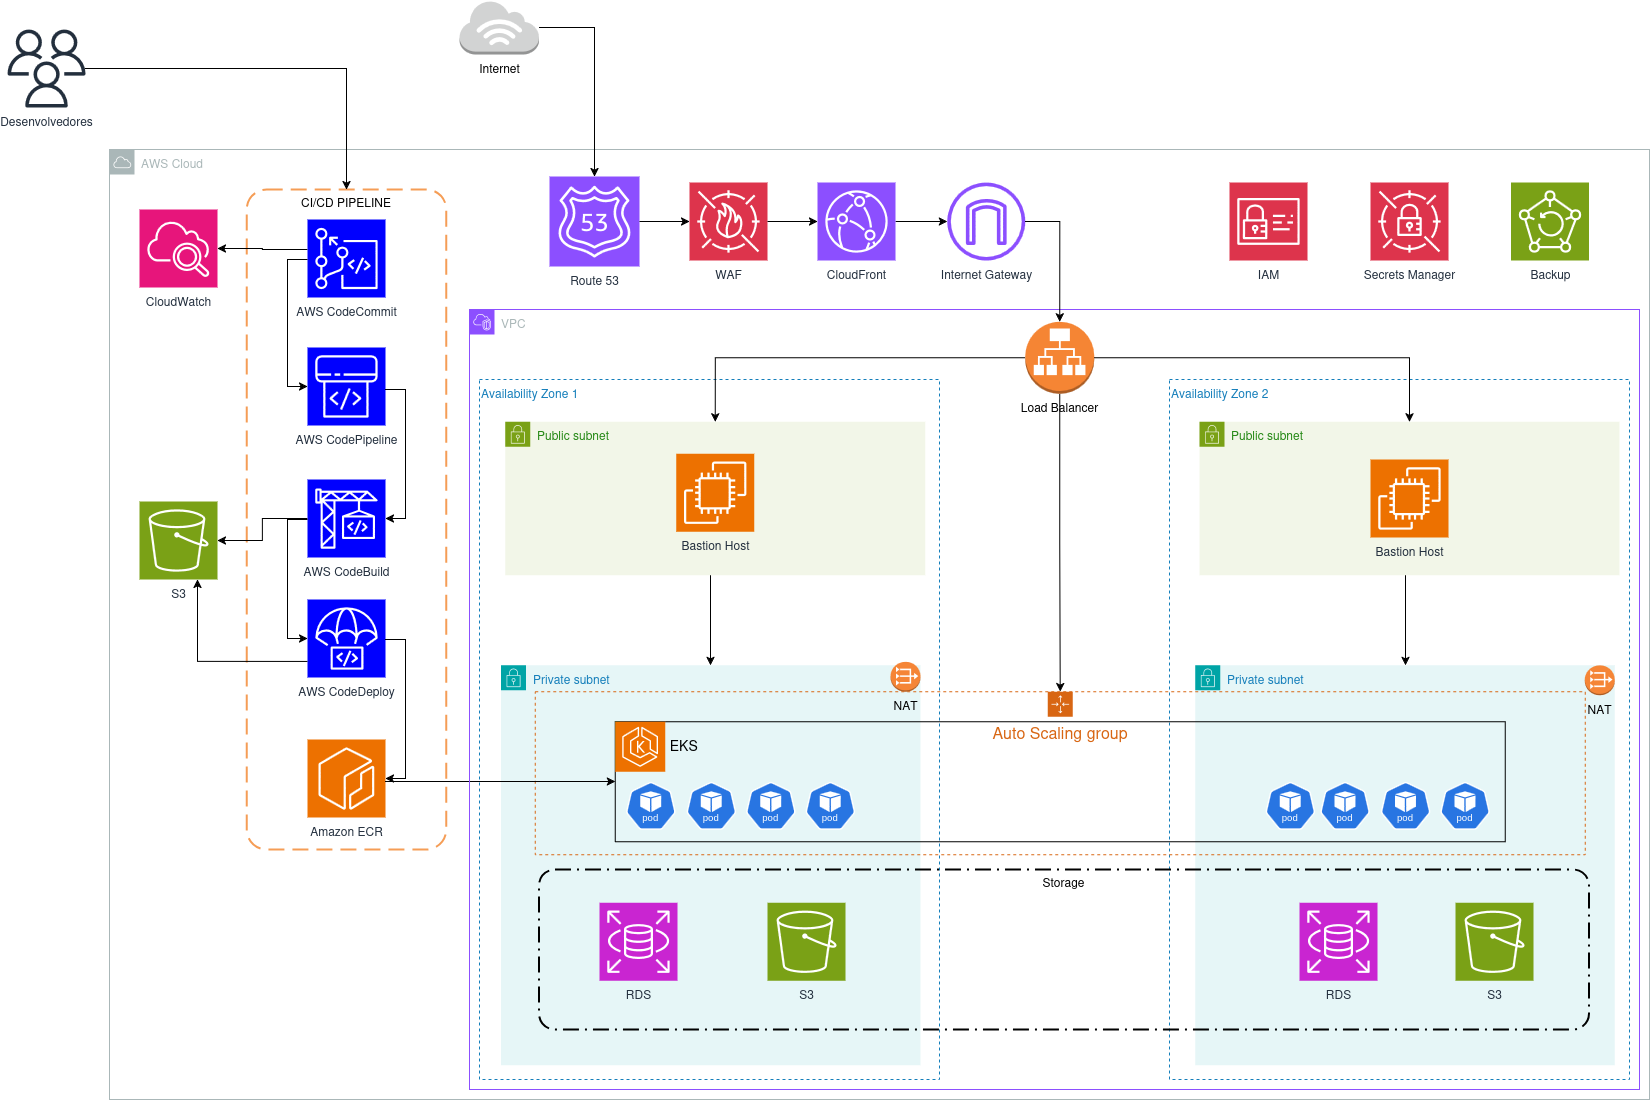 Internet
Desenvolvedores
AWS Cloud
CI/CD PIPELINE
CloudWatch
AWS CodeCommit
AWS CodePipeline
AWS CodeBuild
S3
AWS CodeDeploy
Amazon ECR
53
Route 53
WAF
CloudFront
Internet Gateway
IAM
Secrets Manager
Backup
VPC
Load Balancer
Availability Zone 1
Public subnet
Bastion Host
Availability Zone 2
Public subnet
Bastion Host
Private subnet
NAT
Private subnet
NAT
Auto Scaling group
K
EKS
pod
pod
pod
pod
pod
pod
pod
pod
Storage
RDS
S3
RDS
S3